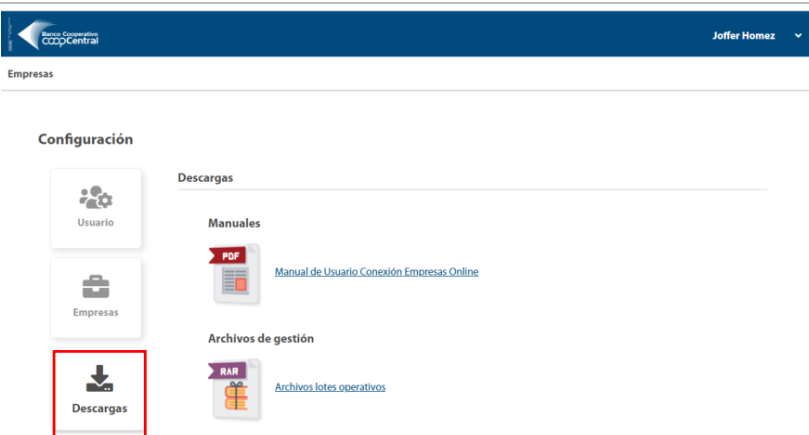 Banco Cooperativo
coopCentral
Joffer Homez
Empresas
Configuración
Usuario
Empresas
Descargas
Descargas
Manuales
PDF
Manual de Usuario Conexión Empresas Online
Archivos de gestión
RAR
Archivos lotes operativos